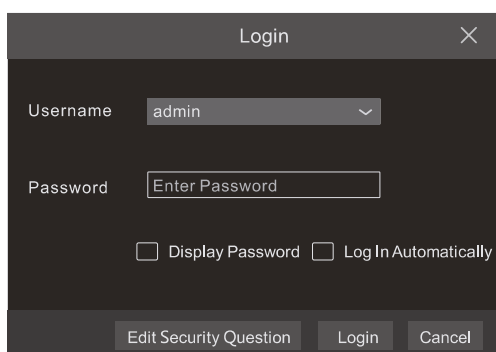 Login
Username admin
Password Enter Password
Display Password Log In Automatically
Edit Security Question Login Cancel